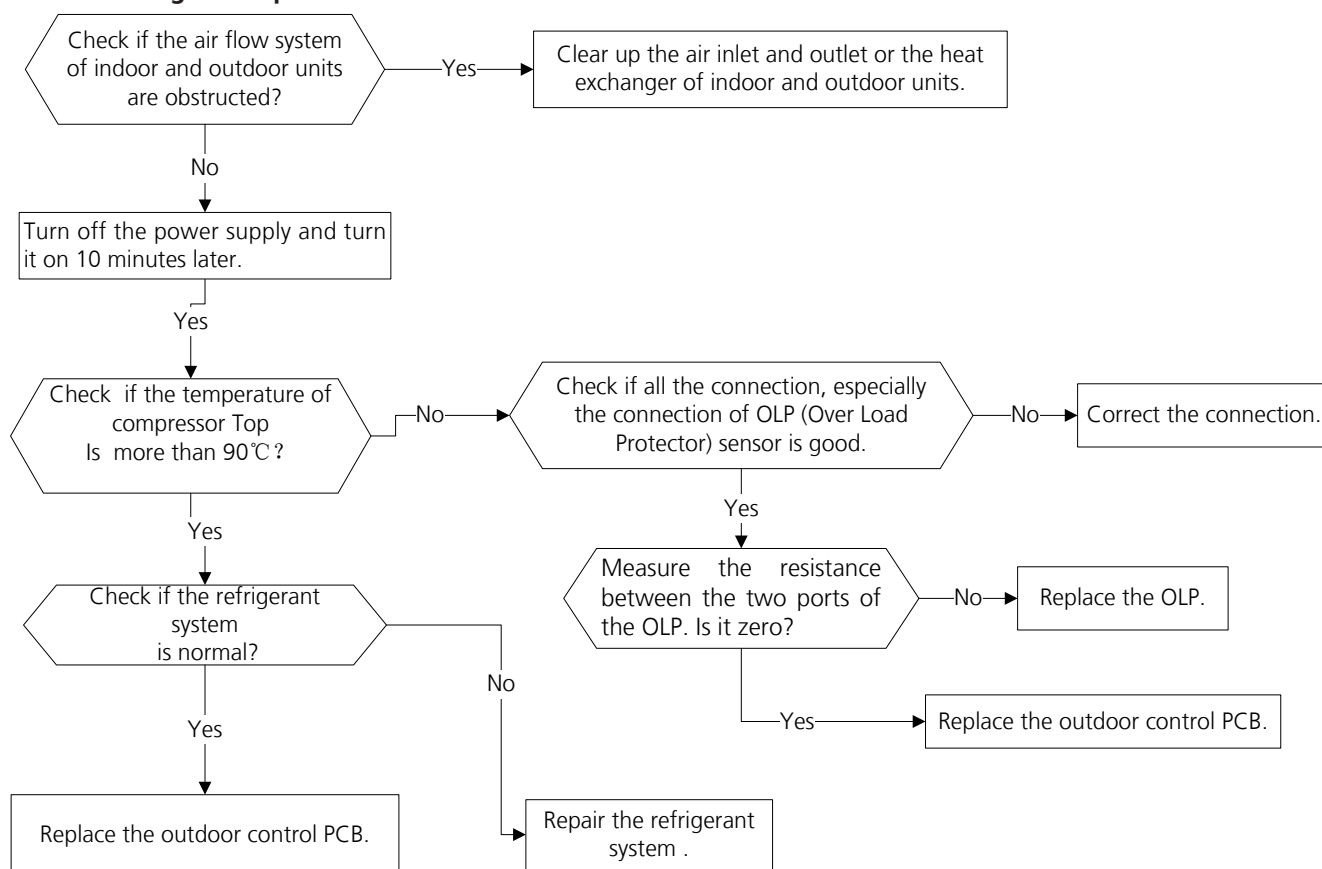 Check if the air flow system
of indoor and outdoor units
are obstructed?
Yes
Clear up the air inlet and outlet or the heat
exchanger of indoor and outdoor units.
No
Turn off the power supply and turn
it on 10 minutes later.
Yes
Check if the temperature of
compressor Top
Is more than 90℃?
No
Check if all the connection, especially
the connection of OLP (Over Load
Protector) sensor is good.
No
Correct the connection.
Yes
Yes
Measure the resistance
between the two ports of
the OLP. Is it zero?
No
Replace the OLP.
Check if the refrigerant
system
is normal?
No
Yes
Yes
Replace the outdoor control PCB.
Replace the outdoor control PCB.
Repair the refrigerant
system .